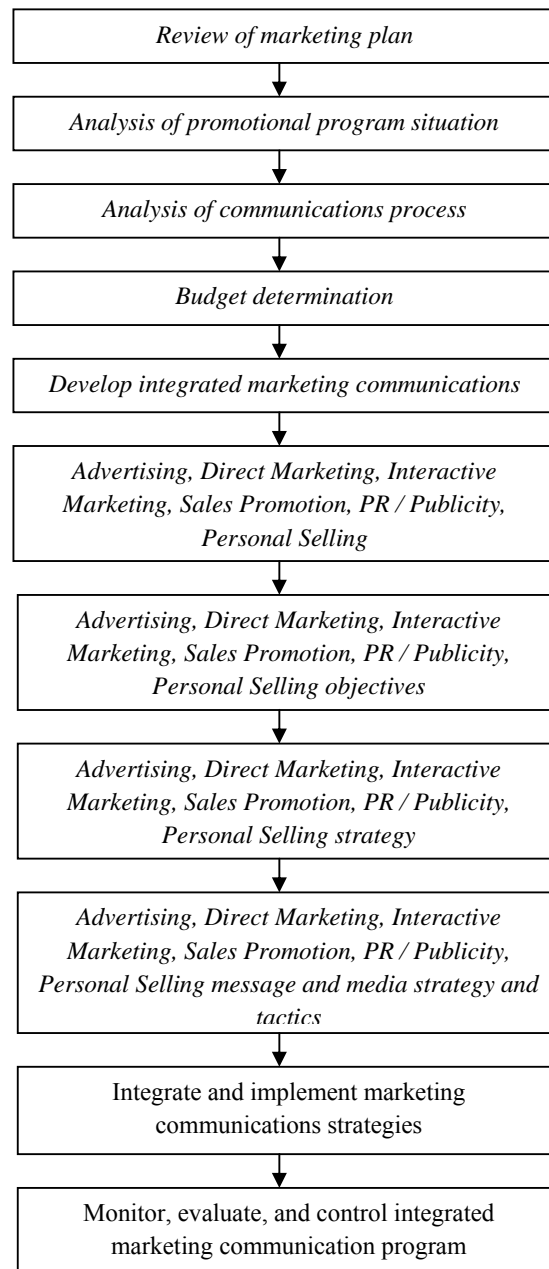 Review of marketing plan
Analysis of promotional program situation
Analysis of communications process
Budget determination
Develop integrated marketing communications
Advertising, Direct Marketing, Interactive
Marketing, Sales Promotion, PR / Publicity,
Personal Selling
Advertising, Direct Marketing, Interactive
Marketing, Sales Promotion, PR / Publicity,
Personal Selling objectives
Advertising, Direct Marketing, Interactive
Marketing, Sales Promotion, PR / Publicity,
Personal Selling strategy
Advertising, Direct Marketing, Interactive
Marketing, Sales Promotion, PR / Publicity,
Personal Selling message and media strategy and
tactics
Integrate and implement marketing
communications strategies
Monitor, evaluate, and control integrated
marketing communication program